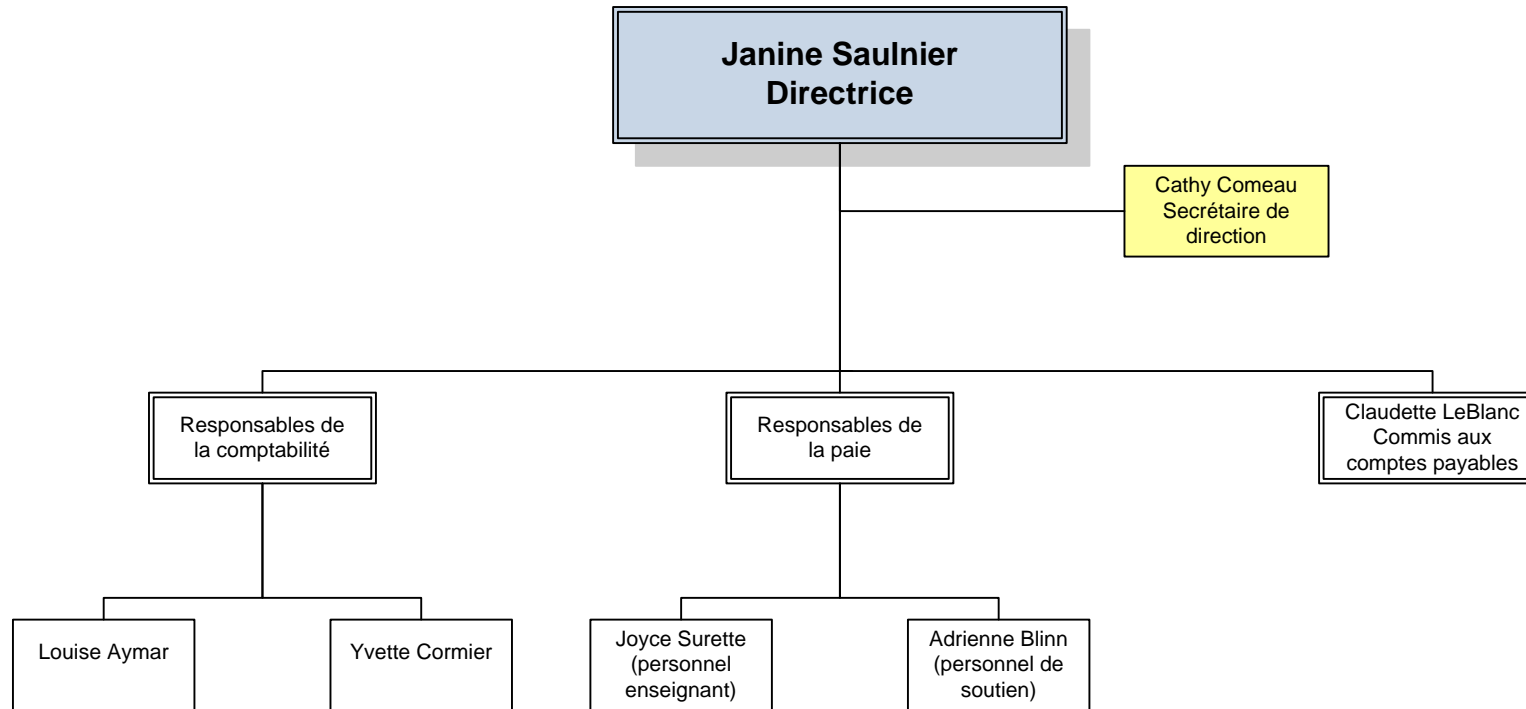 Janine Saulnier
Directrice
Cathy Comeau
Secrétaire de
direction
Responsables de
la comptabilité
Responsables de
la paie
Claudette LeBlanc
Commis aux
comptes payables
Louise Aymar
Yvette Cormier
Joyce Surette
(personnel
enseignant)
Adrienne Blinn
(personnel de
soutien)